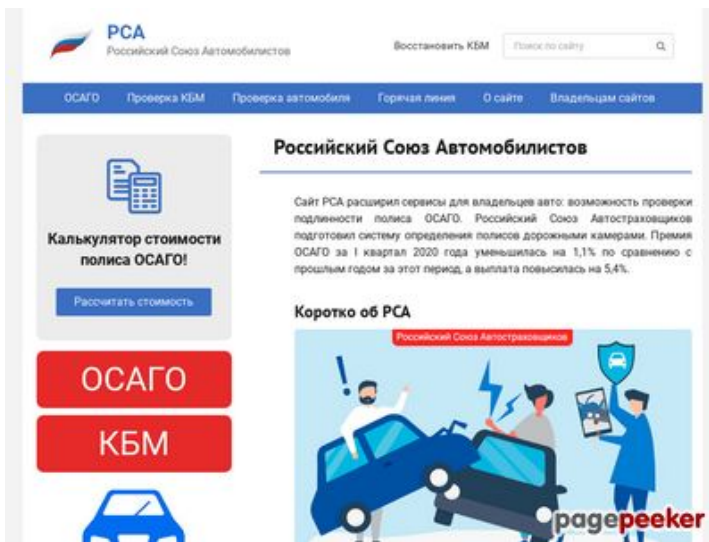 РСА
Российский Союз Автомобилистов
Восстановить КБМ
Поиск по сайту
ОСАГО Проверка КБМ Проверка автомобиля Горячая линия О сайте Владельцам сайтов
Калькулятор стоимости
полиса ОСАГО!
Рассчитать стоимость
ОСАГО
КБМ
Российский Союз Автомобилистов
Сайт РСА расширил сервисы для владельцев авто: возможность проверки
подлинности полиса ОСАГО. Российский Союз Автостраховщиков
подготовил систему определения полисов дорожными камерами. Премия
ОСАГО за I квартал 2020 года уменьшилась на 1,1% по сравнению с
прошлым годом за этот период, а выплата повысилась на 5,4%.
Коротко об РСА
Российский Союз Автостраховщиков
pagepeeker